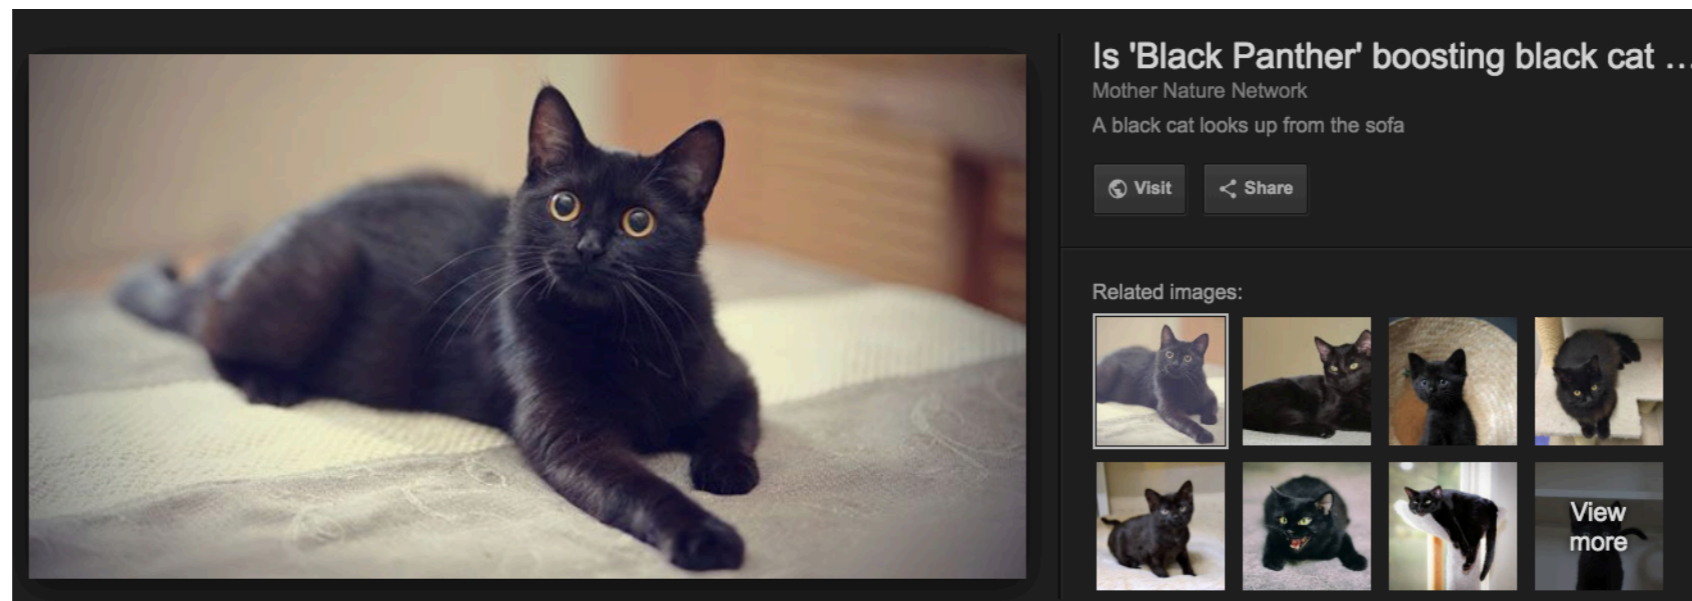 Is 'Black Panther' boosting black cat ...
Mother Nature Network
A black cat looks up from the sofa
Visit
Share
Related images:
View
more